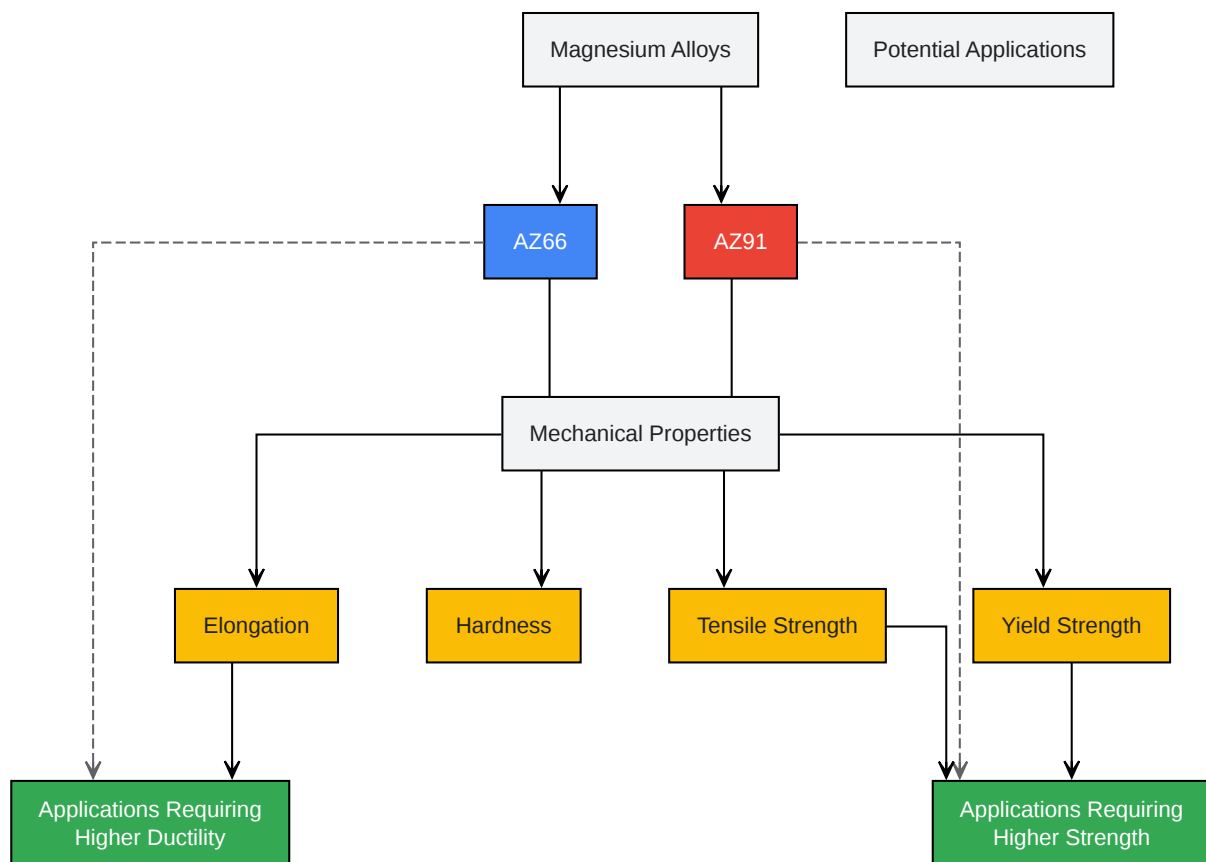 Magnesium Alloys
Potential Applications
AZ66
AZ91
Mechanical Properties
Elongation
Hardness
Tensile Strength
Yield Strength
Applications Requiring
Higher Ductility
Applications Requiring
Higher Strength